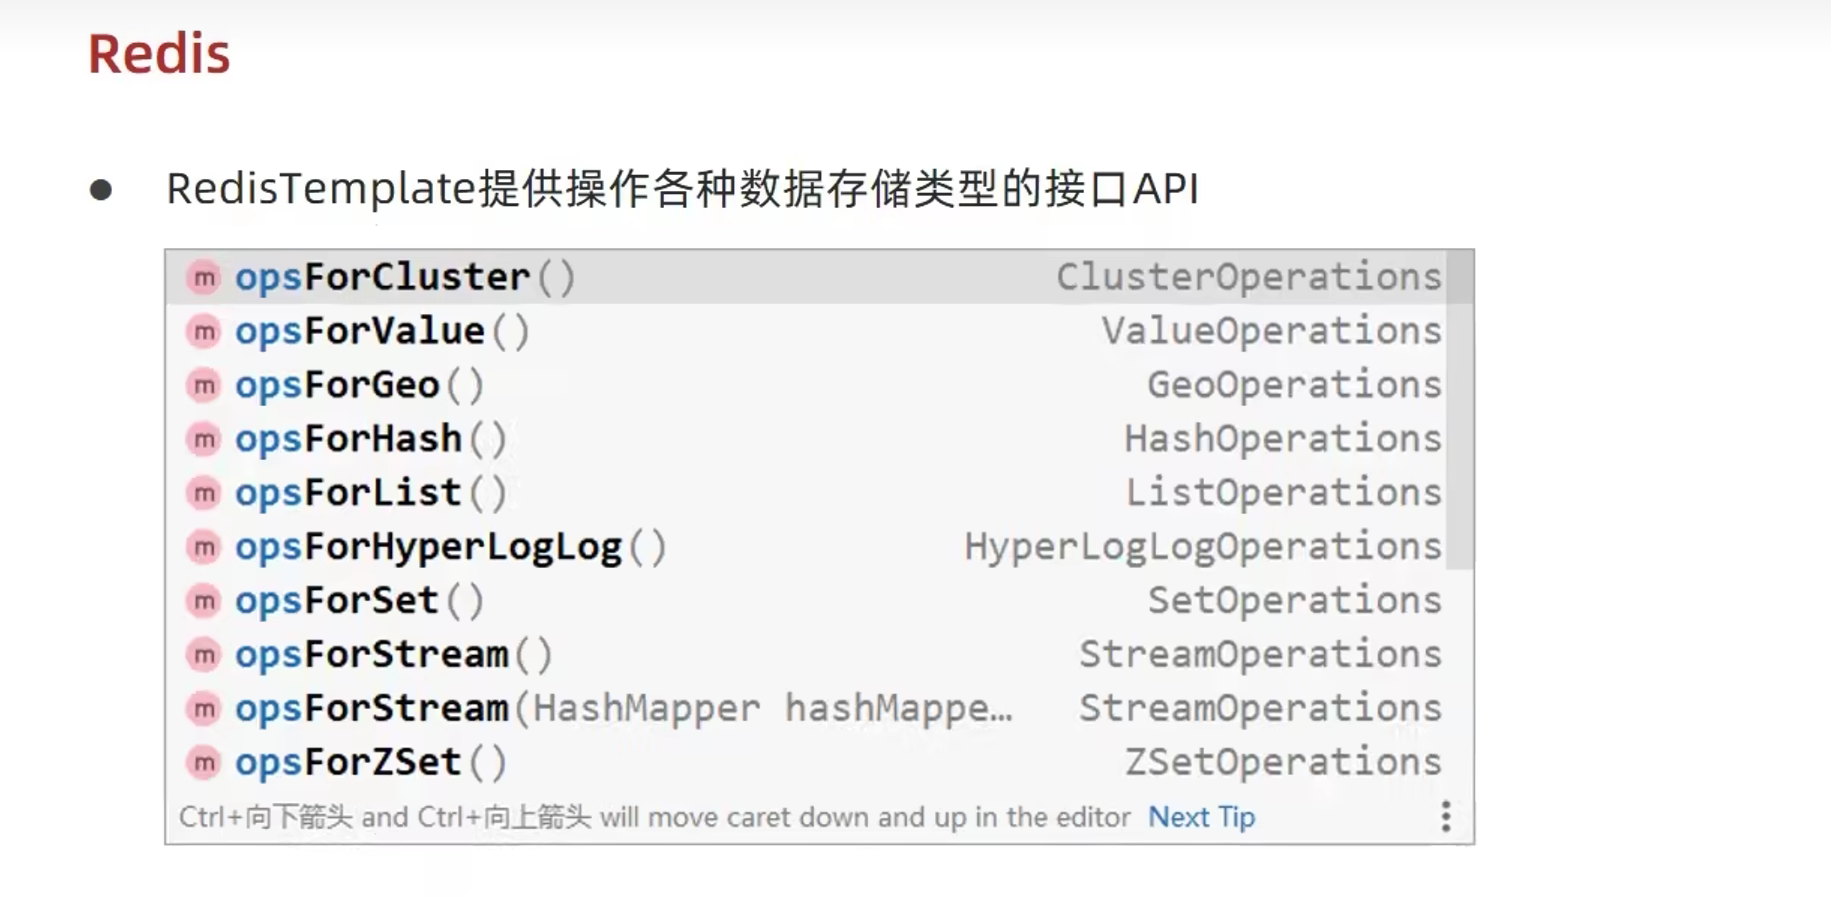 Redis
● RedisTemplate提供操作各种数据存储类型的接口API
m opsForCluster() ClusterOperations
m opsForValue() ValueOperations
m opsForGeo() GeoOperations
m opsForHash() HashOperations
m opsForList() ListOperations
m opsForHyperLogLog() HyperLogLogOperations
m opsForSet() SetOperations
m opsForStream() StreamOperations
m opsForStream(HashMapper hashMappe… StreamOperations
m opsForZSet() ZSetOperations
Ctrl+向下箭头 and Ctrl+向上箭头 will move caret down and up in the editor Next Tip